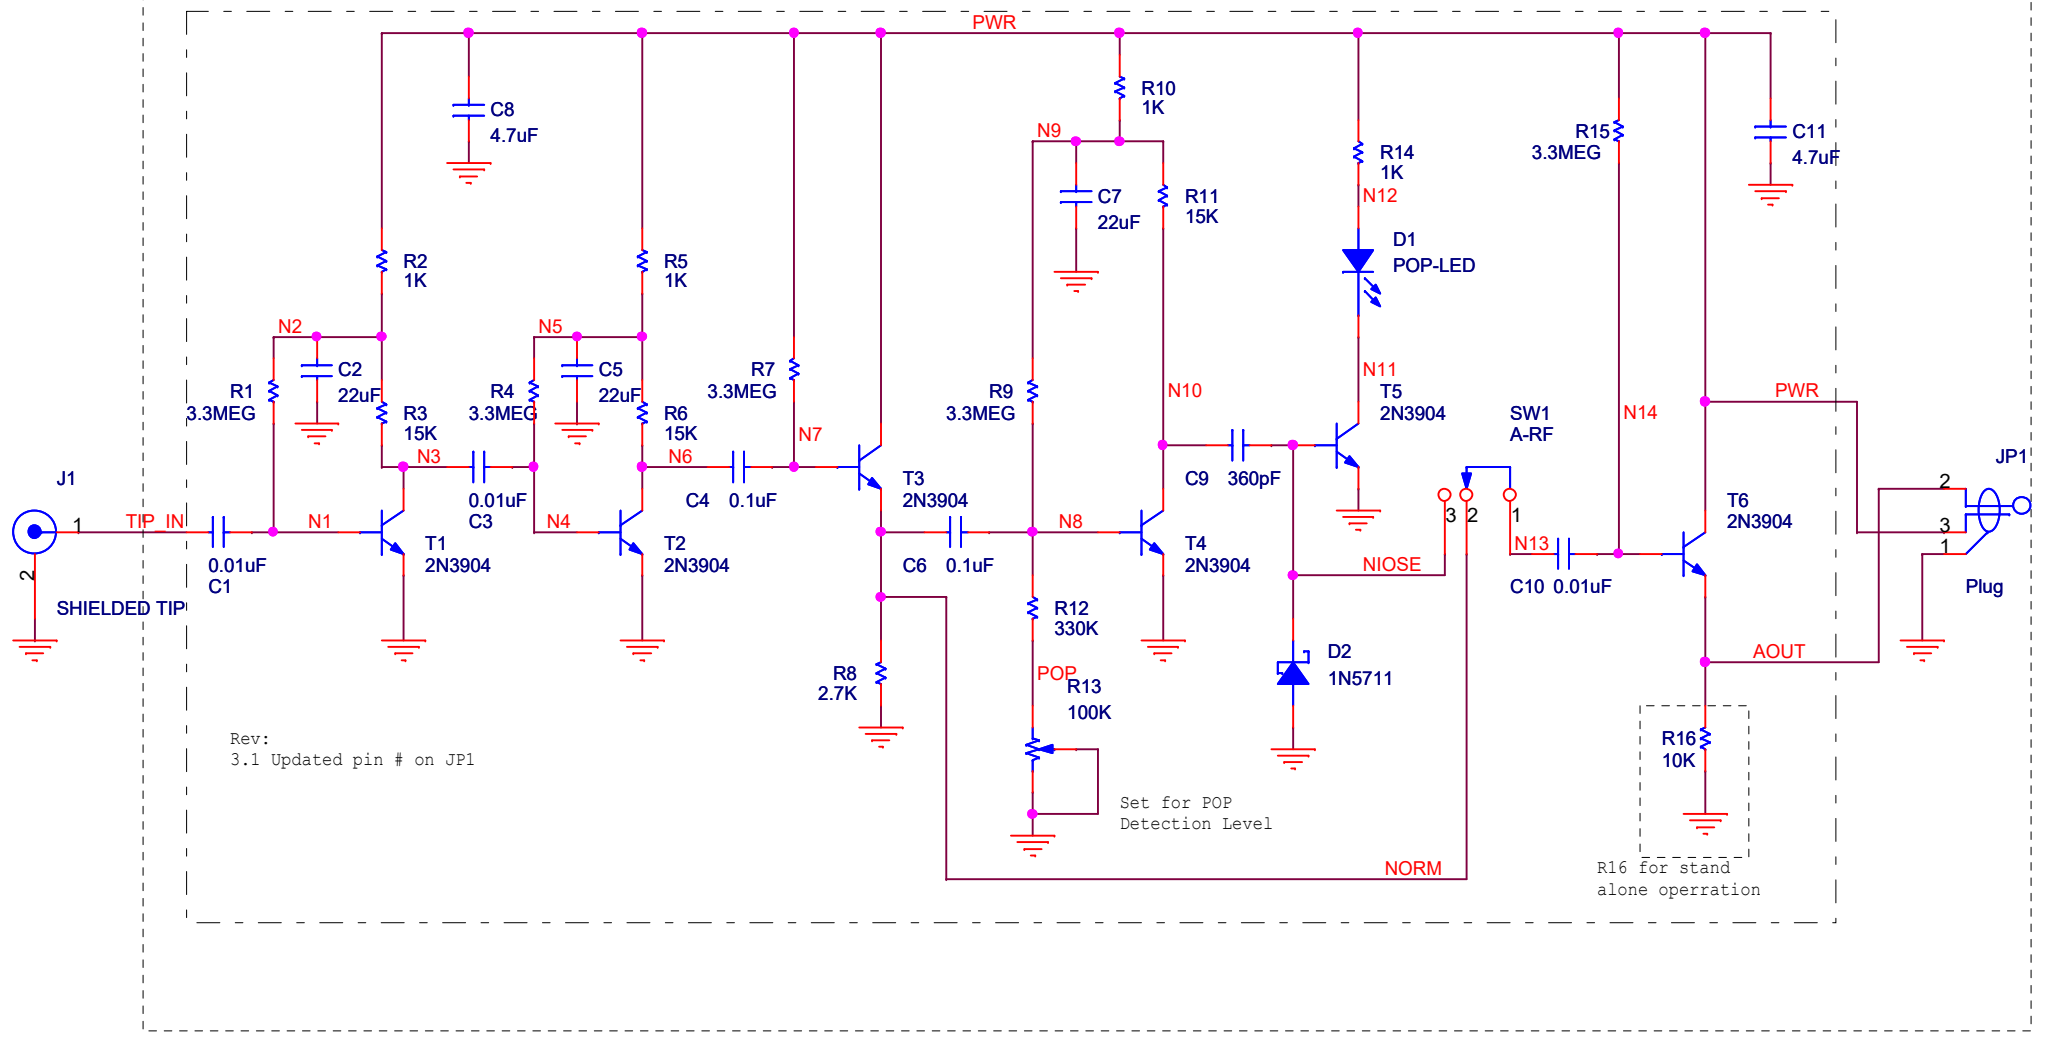 PWR
C8
4.7uF
R10
1K
N9
C7
22uF
R11
15K
R14
1K
N12
D1
POP-LED
R15
3.3MEG
C11
4.7uF
R2
1K
R5
1K
N2
C2
22uF
R1
3.3MEG
R3
15K
N5
C5
22uF
R4
3.3MEG
R6
15K
R7
3.3MEG
R9
3.3MEG
N10
N11
T5
2N3904
SW1
A-RF
N14
PWR
JP1
N3
N6
N7
J1
0.01uF
C3
C4
0.1uF
T3
2N3904
C9
360pF
3
2
1
T6
2N3904
2
3
1
Plug
1
2
TIP_IN
N1
0.01uF
C1
SHIELDED TIP
T1
2N3904
N4
T2
2N3904
C6
0.1uF
N8
T4
2N3904
NIOSE
N13
C10
0.01uF
R12
330K
POP
R13
100K
D2
1N5711
R8
2.7K
AOUT
R16
10K
Rev:
3.1 Updated pin # on JP1
Set for POP
Detection Level
NORM
R16 for stand
alone operration